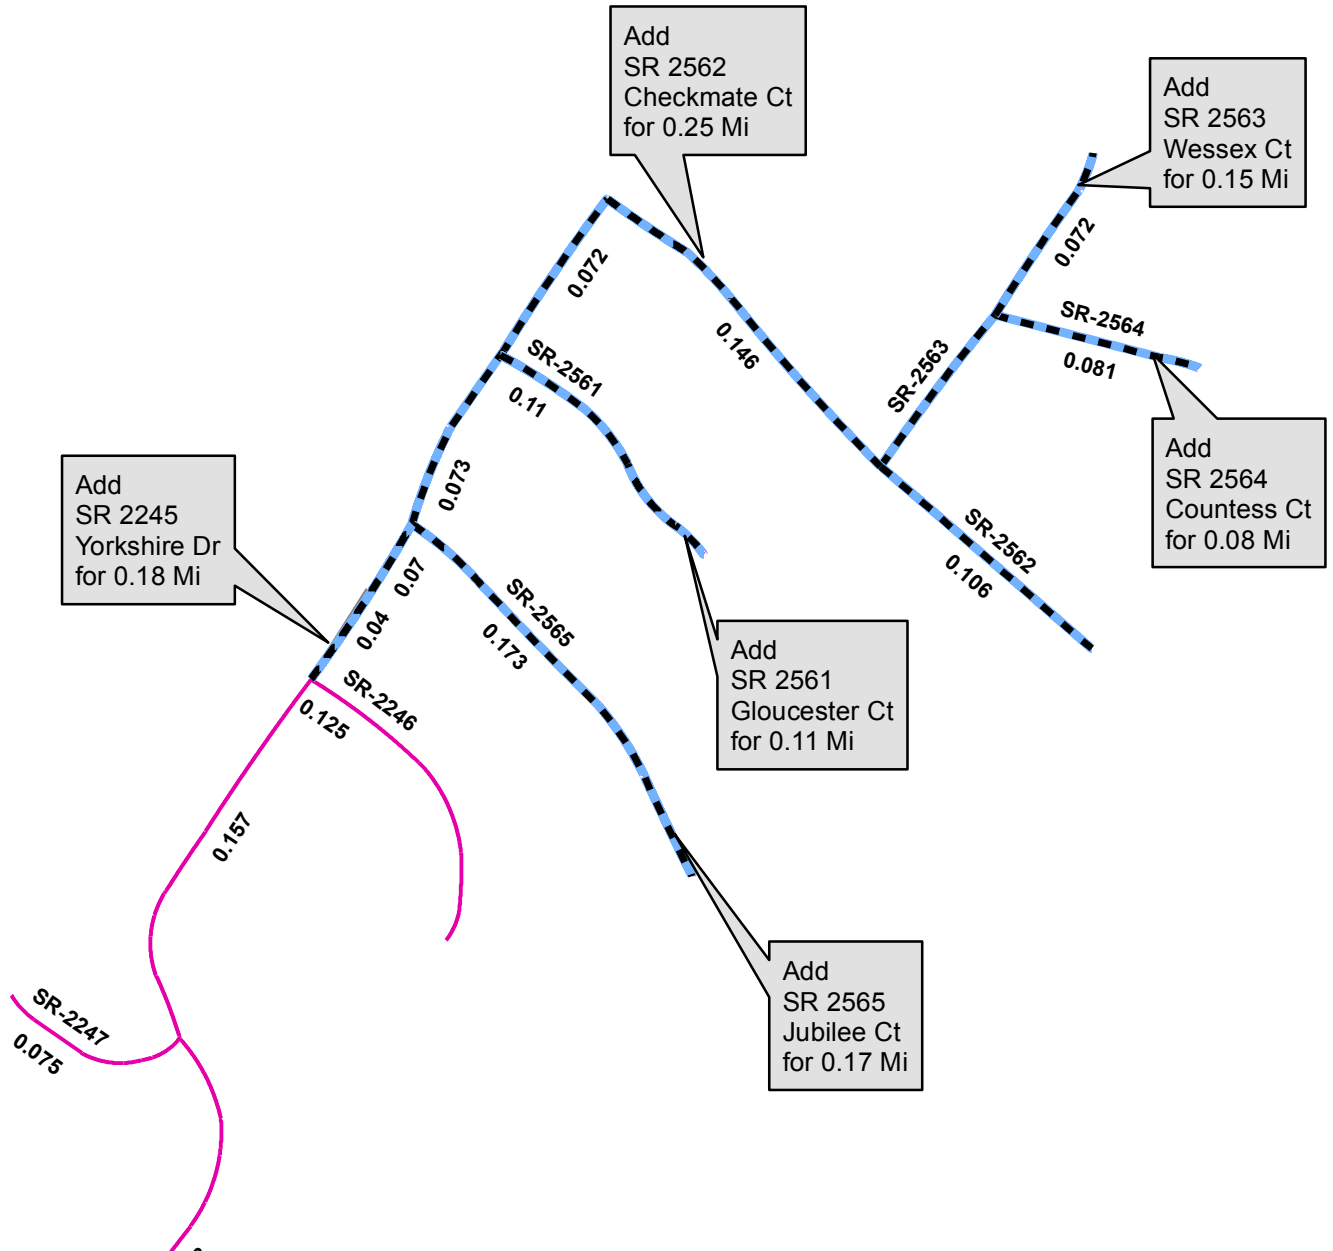 Add
SR 2562
Checkmate Ct
for 0.25 Mi
Add
SR 2563
Wessex Ct
for 0.15 Mi
0.072
0.072
SR-2564
0.081
0.146
SR-2563
SR-2561
0.11
Add
SR 2564
Countess Ct
for 0.08 Mi
0.073
Add
SR 2245
Yorkshire Dr
for 0.18 Mi
SR-2562
0.106
0.07
0.04
SR-2565
0.173
Add
SR 2561
Gloucester Ct
for 0.11 Mi
SR-2246
0.125
0.157
Add
SR 2565
Jubilee Ct
for 0.17 Mi
SR-2247
0.075